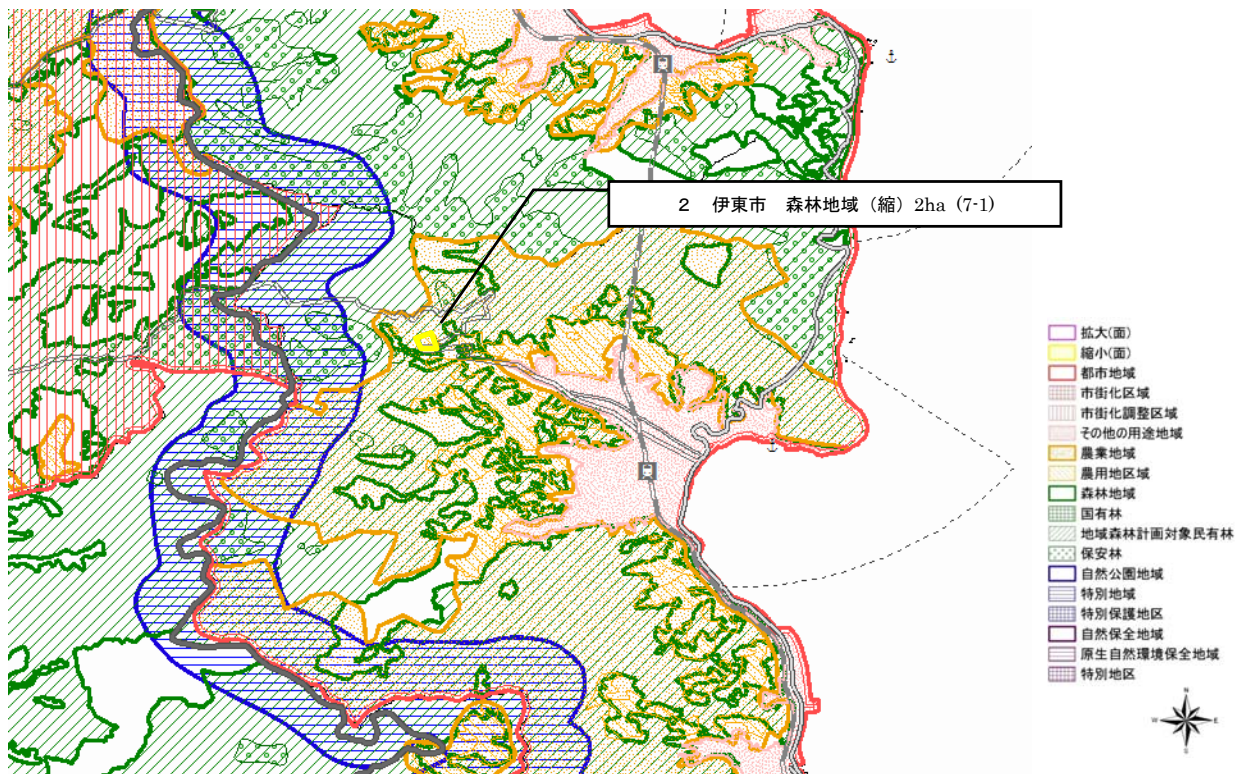 2 伊東市 森林地域（縮）2ha (7-1)
拡大(面)
縮小(面)
都市地域
市街化区域
市街化調整区域
その他の用途地域
農業地域
農用地区域
森林地域
国有林
地域森林計画対象民有林
保安林
自然公園地域
特別地域
特別保護地区
自然保全地域
原生自然環境保全地域
特別地区
N
W E
S